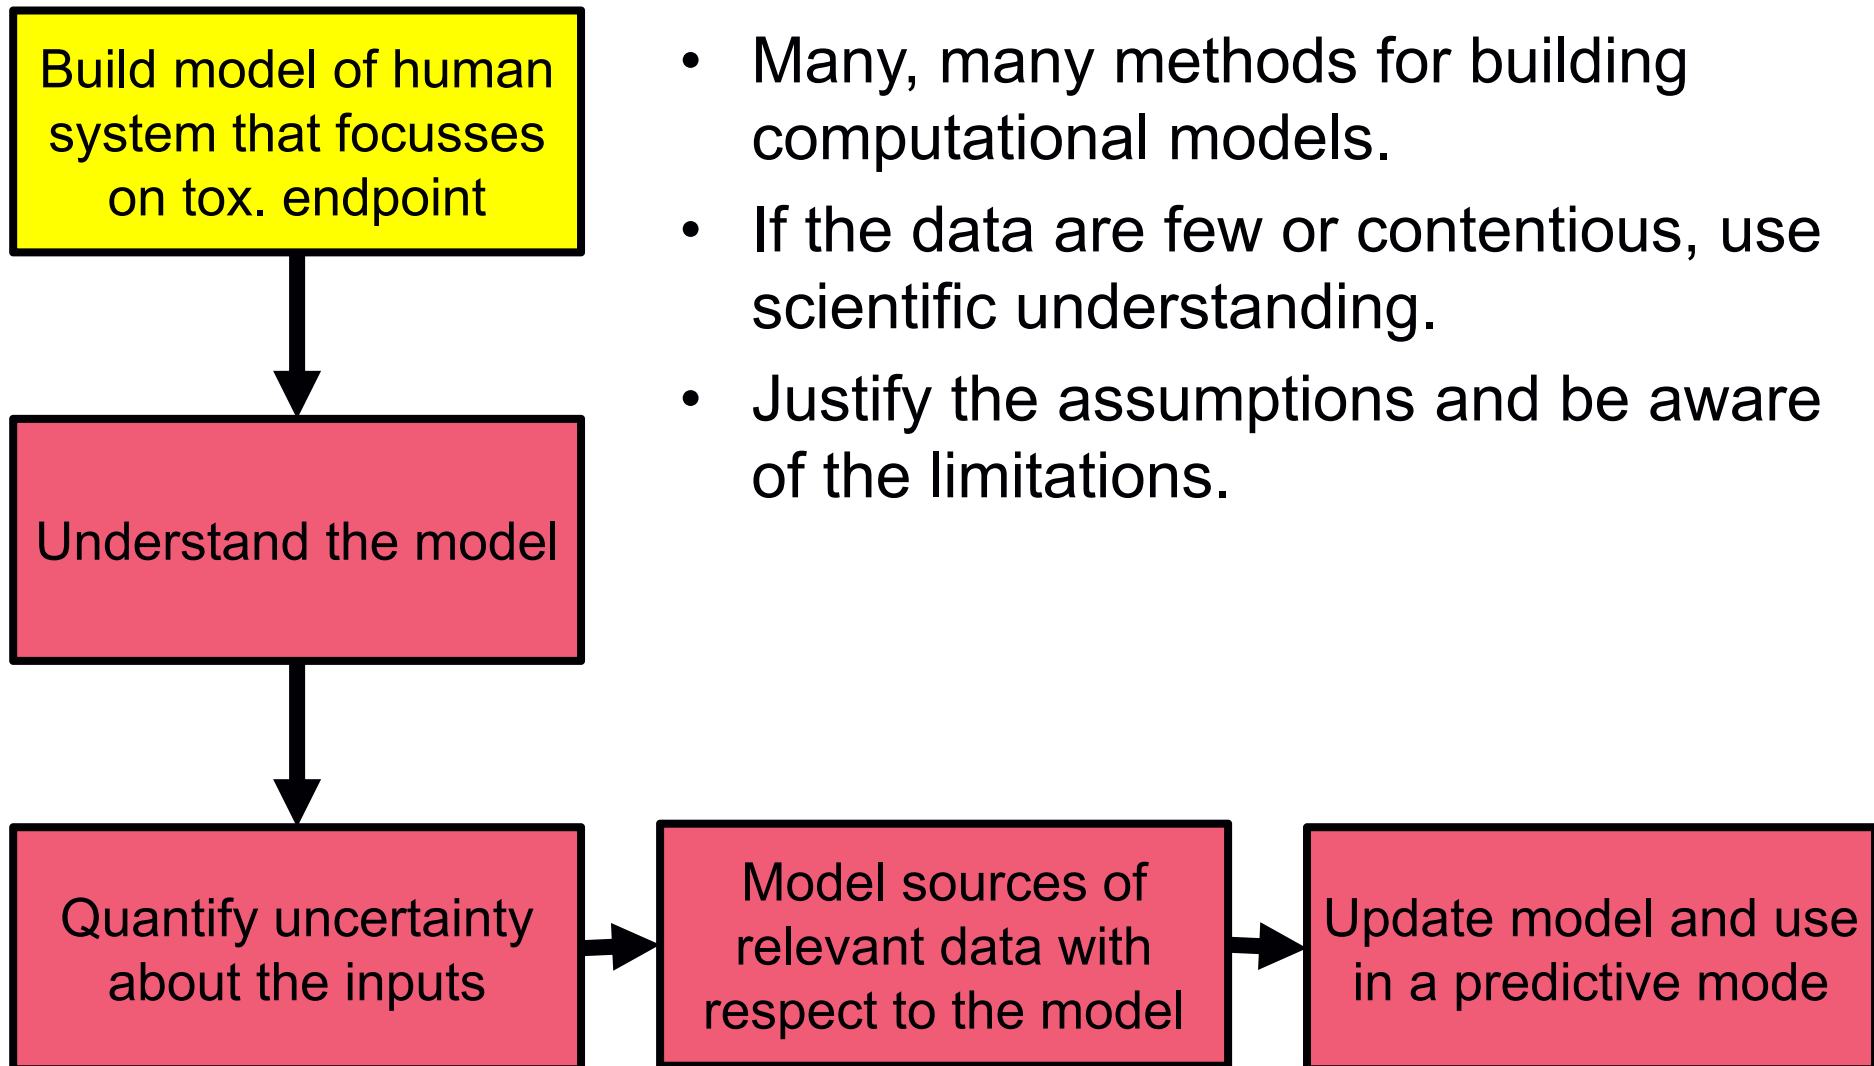 Build model of human
system that focusses
on tox. endpoint
• Many, many methods for building
computational models.
• If the data are few or contentious, use
scientific understanding.
• Justify the assumptions and be aware
of the limitations.
Understand the model
Quantify uncertainty
about the inputs
Model sources of
relevant data with
respect to the model
Update model and use
in a predictive mode